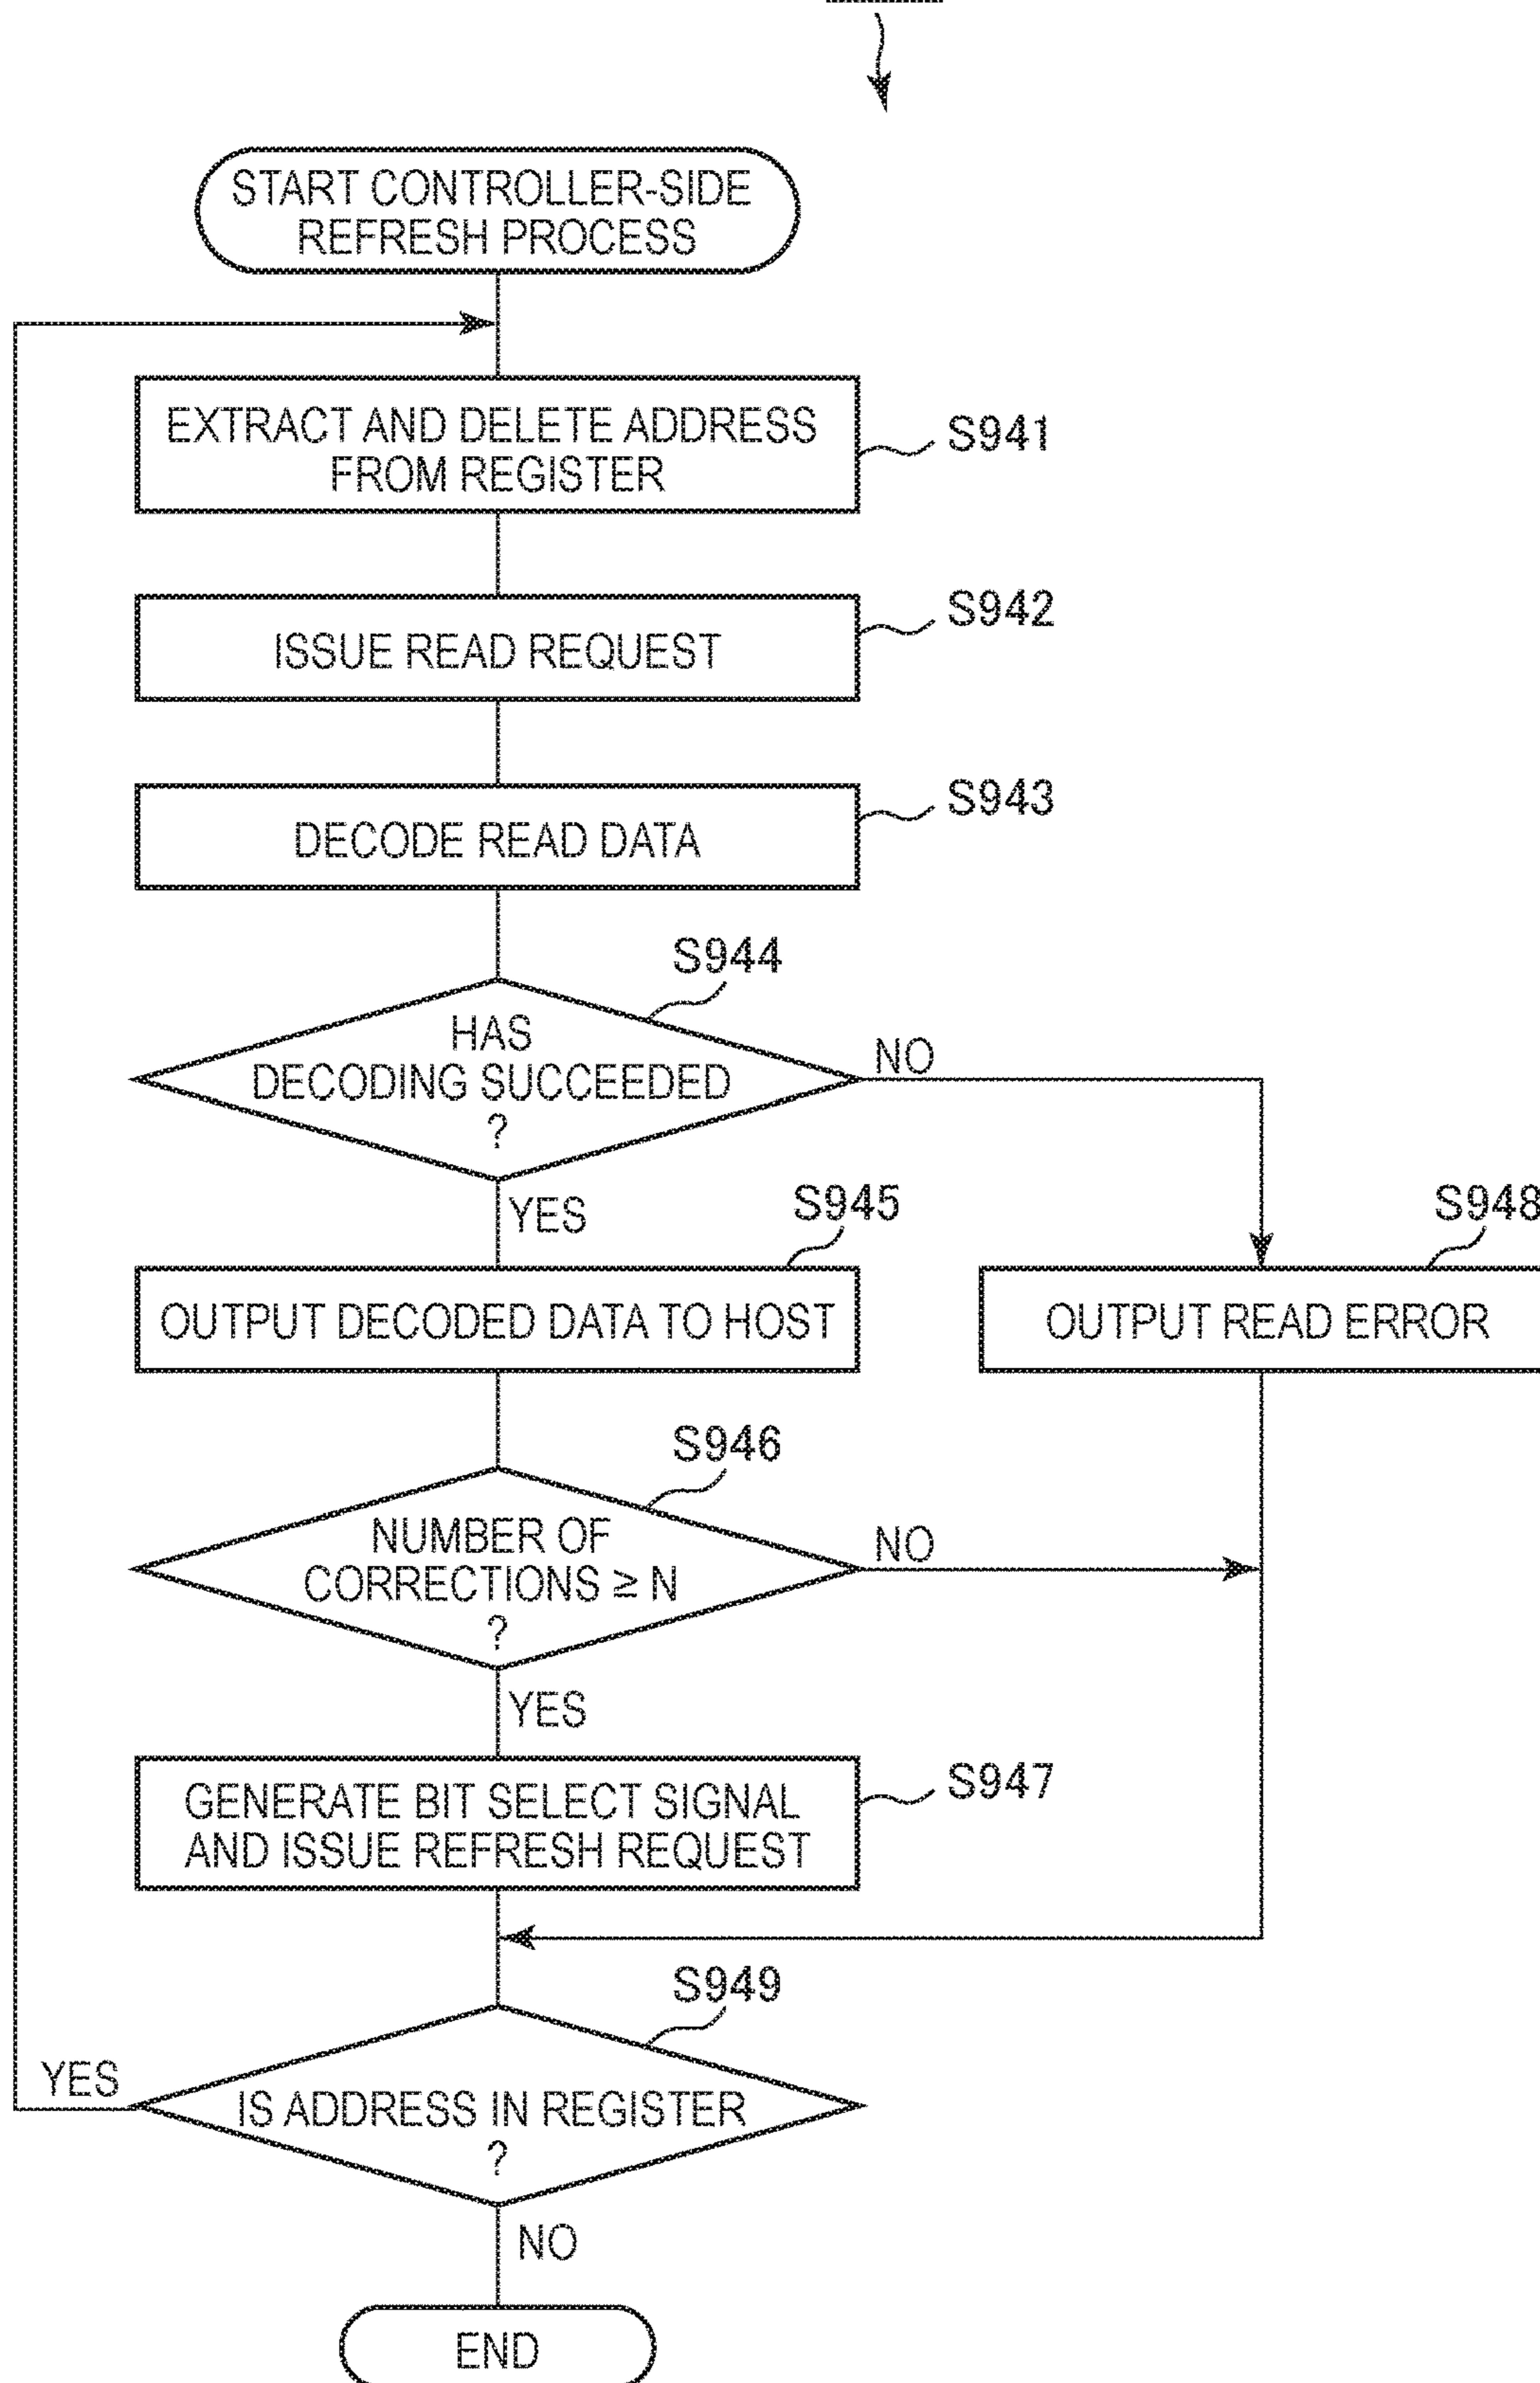 START CONTROLLER-SIDE
REFRESH PROCESS
EXTRACT AND DELETE ADDRESS
FROM REGISTER
S941
ISSUE READ REQUEST
S942
DECODE READ DATA
S943
S944
HAS
DECODING SUCCEEDED
?
NO
YES
S945
OUTPUT DECODED DATA TO HOST
S948
OUTPUT READ ERROR
S946
NUMBER OF
CORRECTIONS ≥ N
?
NO
YES
GENERATE BIT SELECT SIGNAL
AND ISSUE REFRESH REQUEST
S947
S949
YES
IS ADDRESS IN REGISTER
?
NO
END